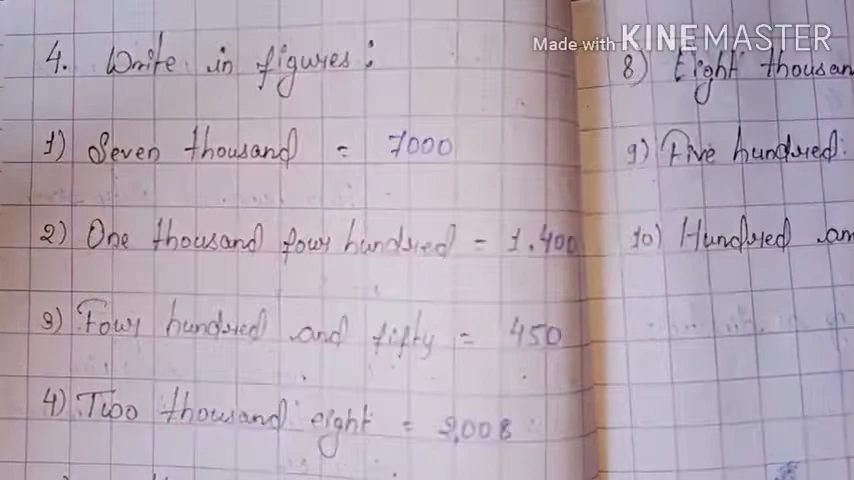 Made with KINEMASTER
4. Write in figures:
1) Seven thousand = 7000
2) One thousand four hundred = 1.400
3) Four hundred and fifty = 450
4) Two thousand eight = 2,008
8) Eight thousan
9) Five hundred
10) Hundred an